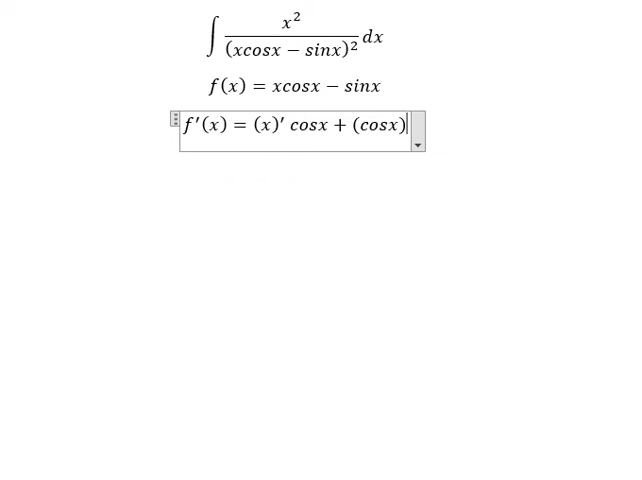 ∫ x² / (xcosx − sinx)² dx
f(x) = xcosx − sinx
f′(x) = (x)′ cosx + (cosx)